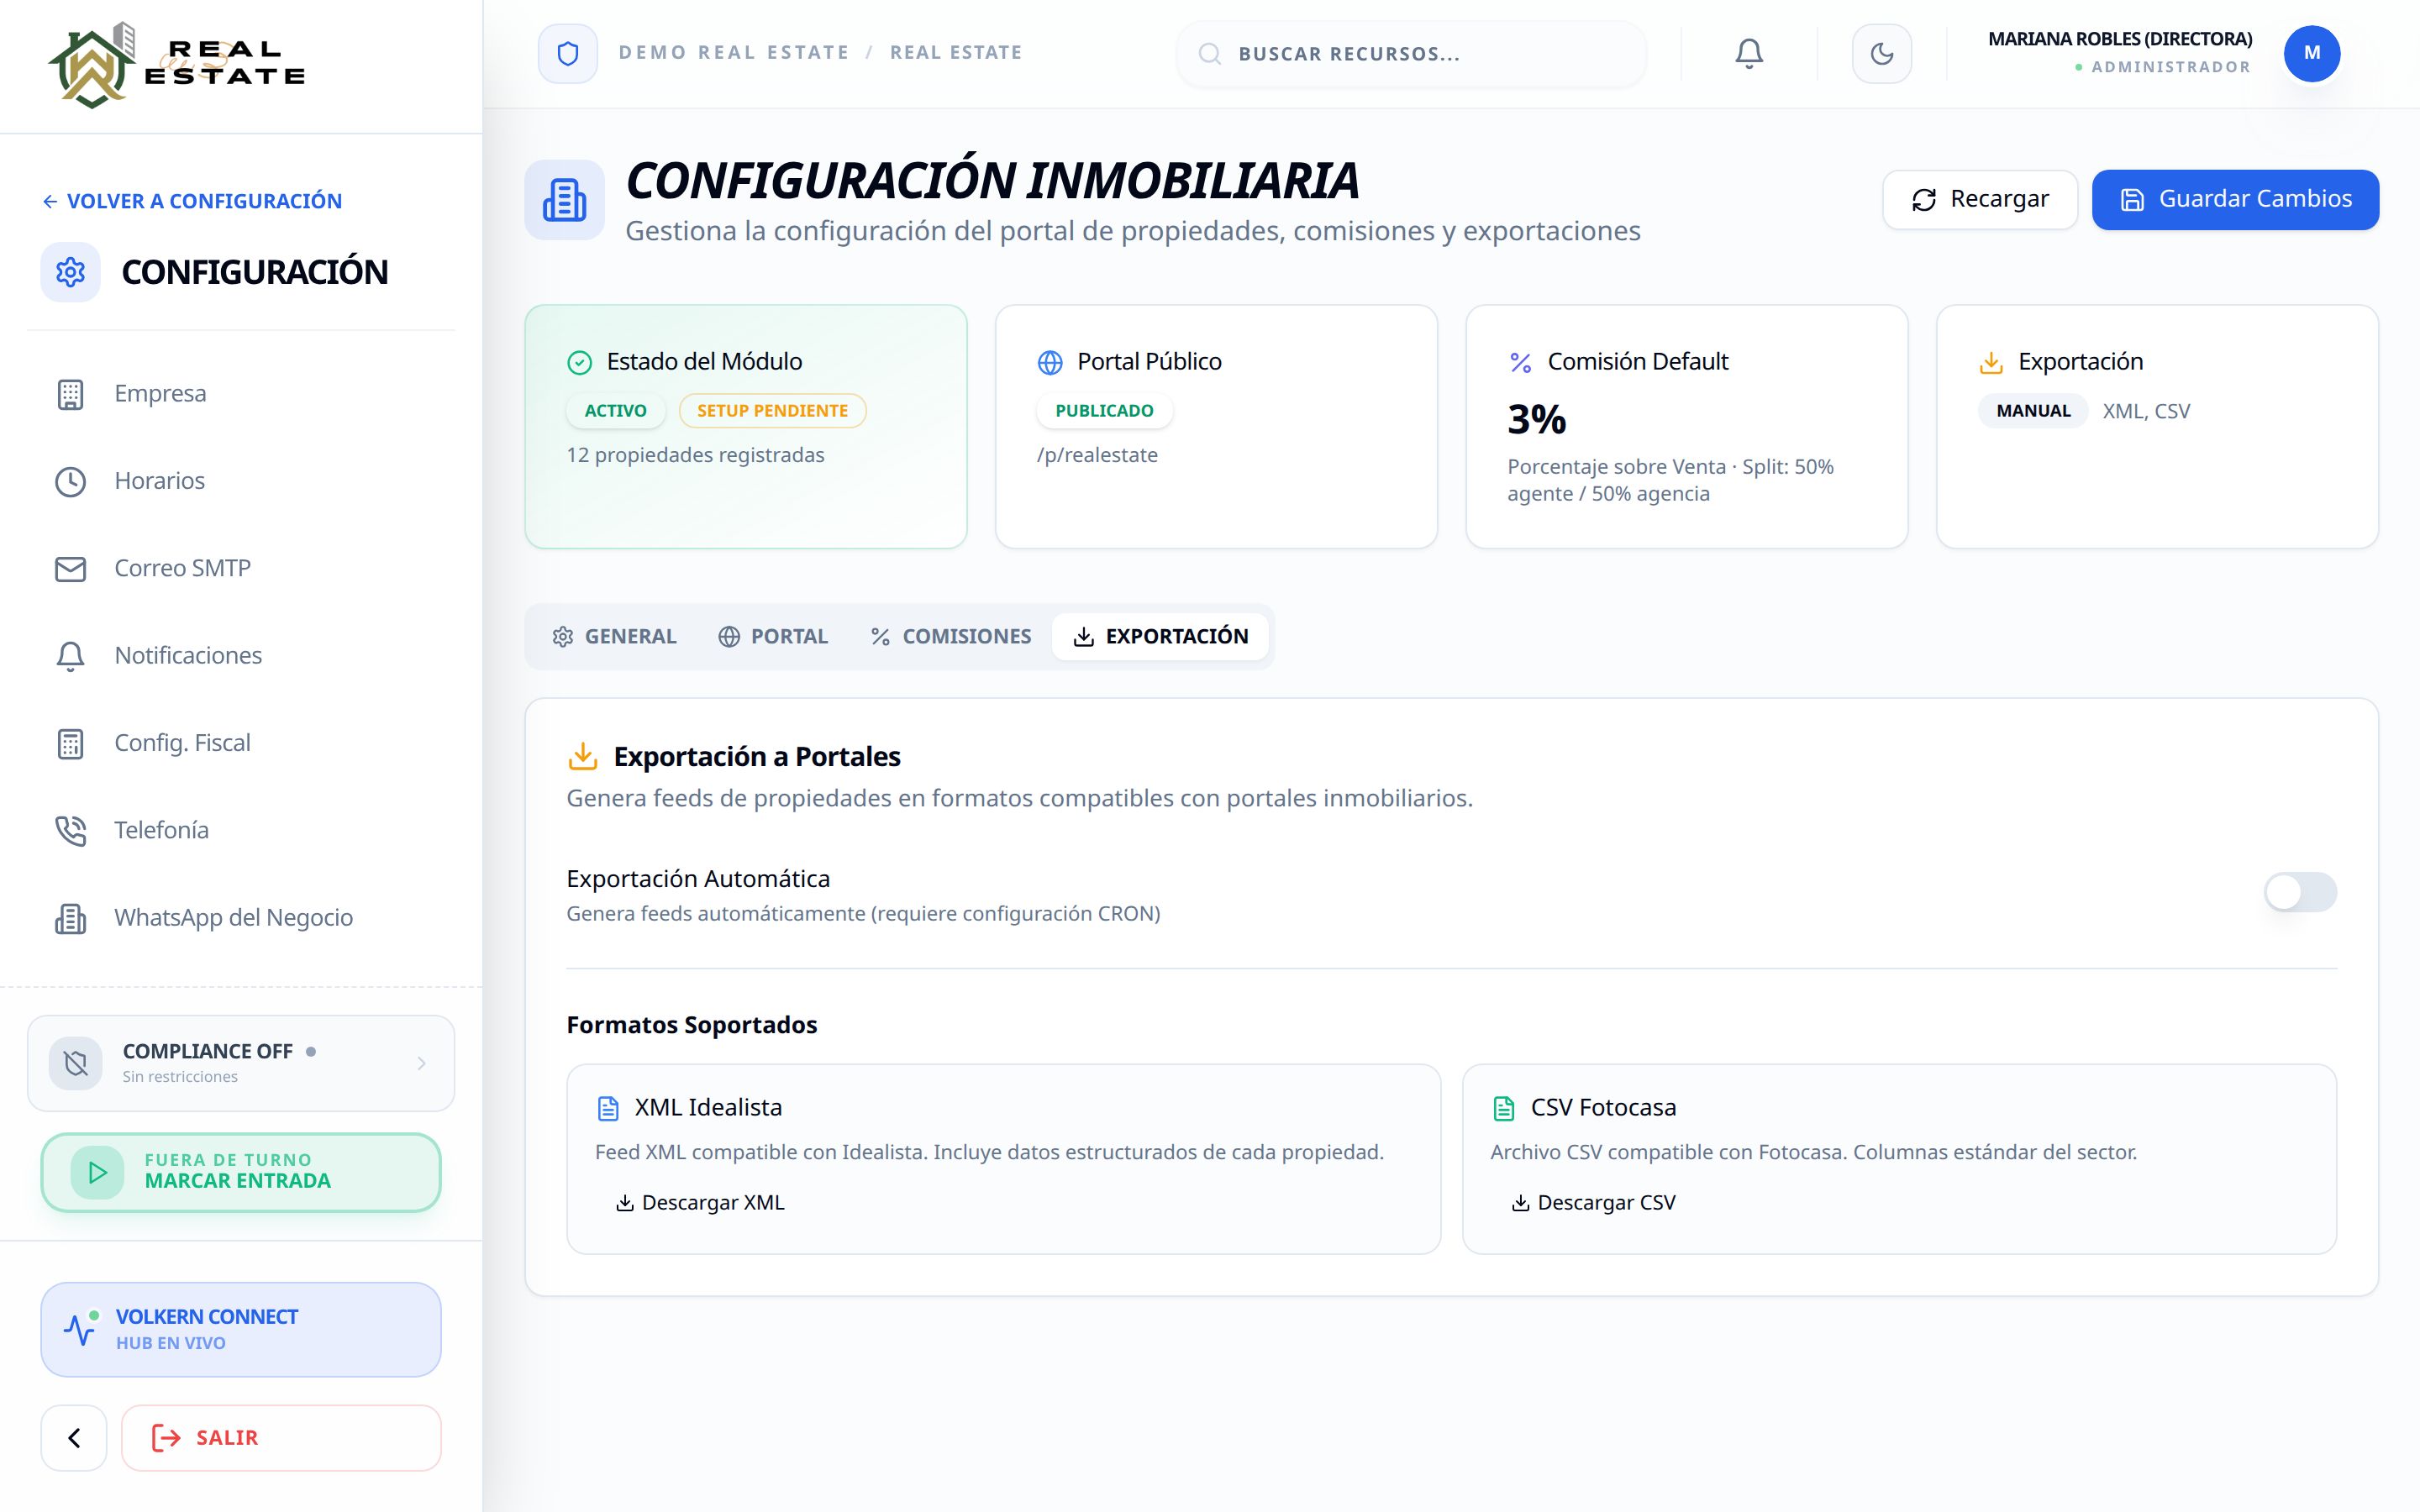 REAL
ESTATE
DEMO REAL ESTATE / REAL ESTATE
BUSCAR RECURSOS...
MARIANA ROBLES (DIRECTORA)
ADMINISTRADOR
M
← VOLVER A CONFIGURACIÓN
CONFIGURACIÓN
Empresa
Horarios
Correo SMTP
Notificaciones
Config. Fiscal
Telefonía
WhatsApp del Negocio
COMPLIANCE OFF
Sin restricciones
FUERA DE TURNO
MARCAR ENTRADA
VOLKERN CONNECT
HUB EN VIVO
SALIR
CONFIGURACIÓN INMOBILIARIA
Gestiona la configuración del portal de propiedades, comisiones y exportaciones
Recargar
Guardar Cambios
Estado del Módulo
ACTIVO
SETUP PENDIENTE
12 propiedades registradas
Portal Público
PUBLICADO
/p/realestate
Comisión Default
3%
Porcentaje sobre Venta · Split: 50%
agente / 50% agencia
Exportación
MANUAL
XML, CSV
GENERAL
PORTAL
COMISIONES
EXPORTACIÓN
Exportación a Portales
Genera feeds de propiedades en formatos compatibles con portales inmobiliarios.
Exportación Automática
Genera feeds automáticamente (requiere configuración CRON)
Formatos Soportados
XML Idealista
Feed XML compatible con Idealista. Incluye datos estructurados de cada propiedad.
Descargar XML
CSV Fotocasa
Archivo CSV compatible con Fotocasa. Columnas estándar del sector.
Descargar CSV